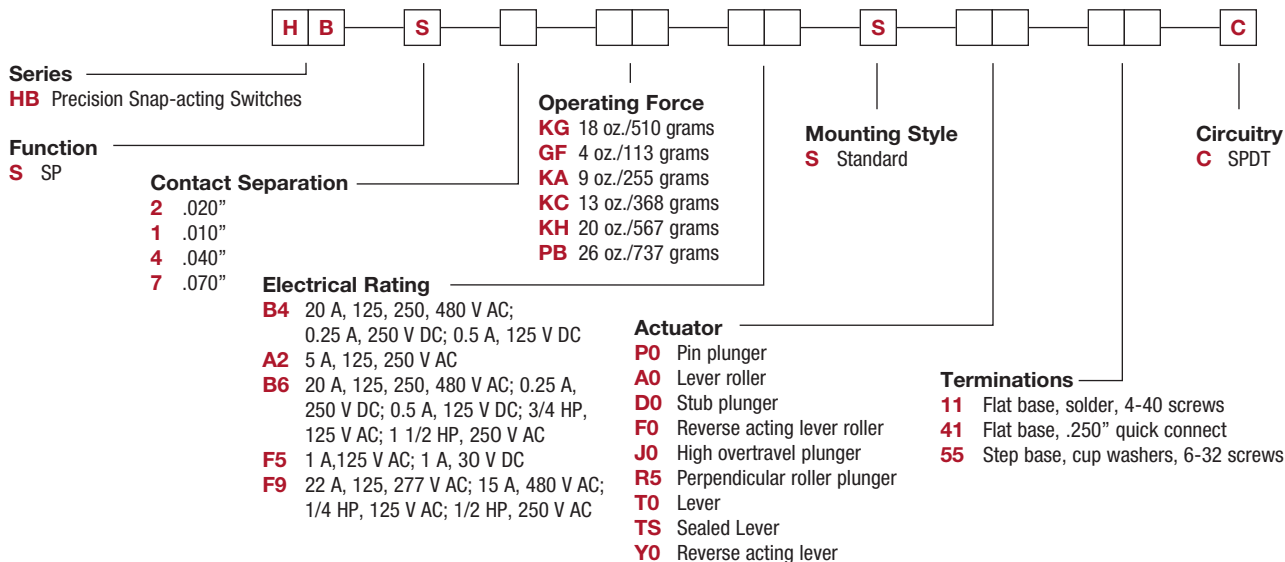 H B S S C
Series
HB Precision Snap-acting Switches
Function
S SP
Contact Separation
2 .020”
1 .010”
4 .040”
7 .070”
Operating Force
KG 18 oz./510 grams
GF 4 oz./113 grams
KA 9 oz./255 grams
KC 13 oz./368 grams
KH 20 oz./567 grams
PB 26 oz./737 grams
Electrical Rating
B4 20 A, 125, 250, 480 V AC;
0.25 A, 250 V DC; 0.5 A, 125 V DC
A2 5 A, 125, 250 V AC
B6 20 A, 125, 250, 480 V AC; 0.25 A,
250 V DC; 0.5 A, 125 V DC; 3/4 HP,
125 V AC; 1 1/2 HP, 250 V AC
F5 1 A,125 V AC; 1 A, 30 V DC
F9 22 A, 125, 277 V AC; 15 A, 480 V AC;
1/4 HP, 125 V AC; 1/2 HP, 250 V AC
Mounting Style
S Standard
Actuator
P0 Pin plunger
A0 Lever roller
D0 Stub plunger
F0 Reverse acting lever roller
J0 High overtravel plunger
R5 Perpendicular roller plunger
T0 Lever
TS Sealed Lever
Y0 Reverse acting lever
Terminations
11 Flat base, solder, 4-40 screws
41 Flat base, .250” quick connect
55 Step base, cup washers, 6-32 screws
Circuitry
C SPDT